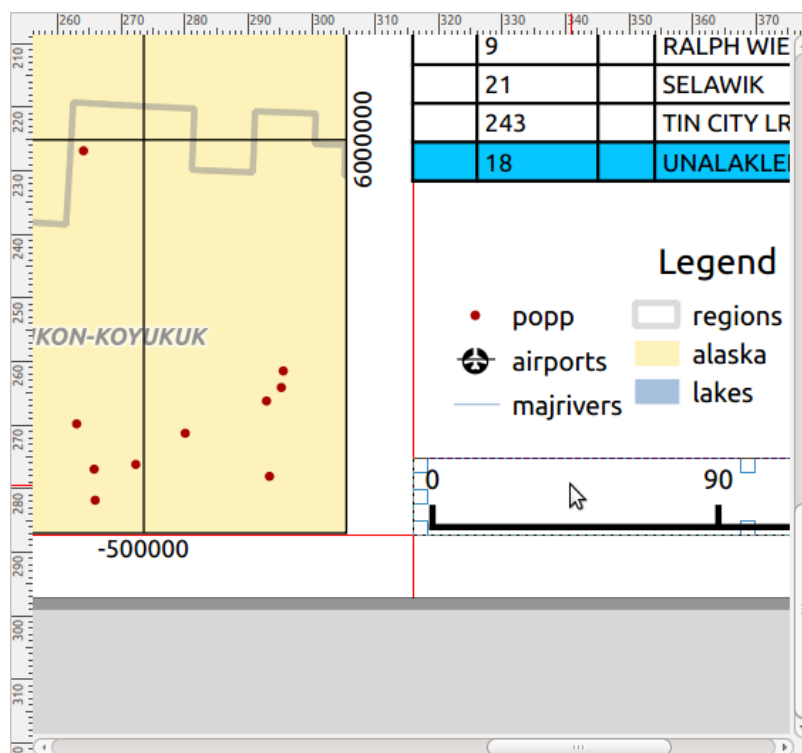 260 270 280 290 300 310 320 330 340 350 360 370
210
220
230
240
250
260
270
280
290
300
310
9 RALPH WIE
21 SELAWIK
243 TIN CITY LR
18 UNALAKLE
6000000
KON-KOYUKUK
-500000
Legend
popp
airports
majrivers
regions
alaska
lakes
0 90